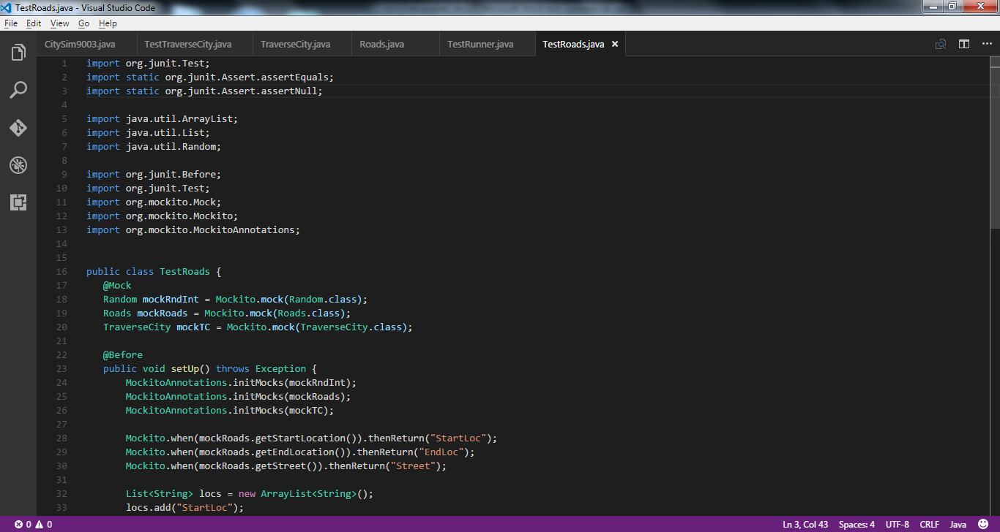 TestRoads.java - Visual Studio Code
File Edit View Go Help
CitySim9003.java TestTraverseCity.java TraverseCity.java Roads.java TestRunner.java TestRoads.java
1 import org.junit.Test;
2 import static org.junit.Assert.assertEquals;
3 import static org.junit.Assert.assertNull;
4
5 import java.util.ArrayList;
6 import java.util.List;
7 import java.util.Random;
8
9 import org.junit.Before;
10 import org.junit.Test;
11 import org.mockito.Mock;
12 import org.mockito.Mockito;
13 import org.mockito.MockitoAnnotations;
14
15
16 public class TestRoads {
17 @Mock
18 Random mockRndInt = Mockito.mock(Random.class);
19 Roads mockRoads = Mockito.mock(Roads.class);
20 TraverseCity mockTC = Mockito.mock(TraverseCity.class);
21
22 @Before
23 public void setUp() throws Exception {
24 MockitoAnnotations.initMocks(mockRndInt);
25 MockitoAnnotations.initMocks(mockRoads);
26 MockitoAnnotations.initMocks(mockTC);
27
28 Mockito.when(mockRoads.getStartLocation()).thenReturn("StartLoc");
29 Mockito.when(mockRoads.getEndLocation()).thenReturn("EndLoc");
30 Mockito.when(mockRoads.getStreet()).thenReturn("Street");
31
32 List<String> locs = new ArrayList<String>();
33 locs.add("StartLoc");
0 0 Ln 3, Col 43 Spaces: 4 UTF-8 CRLF Java